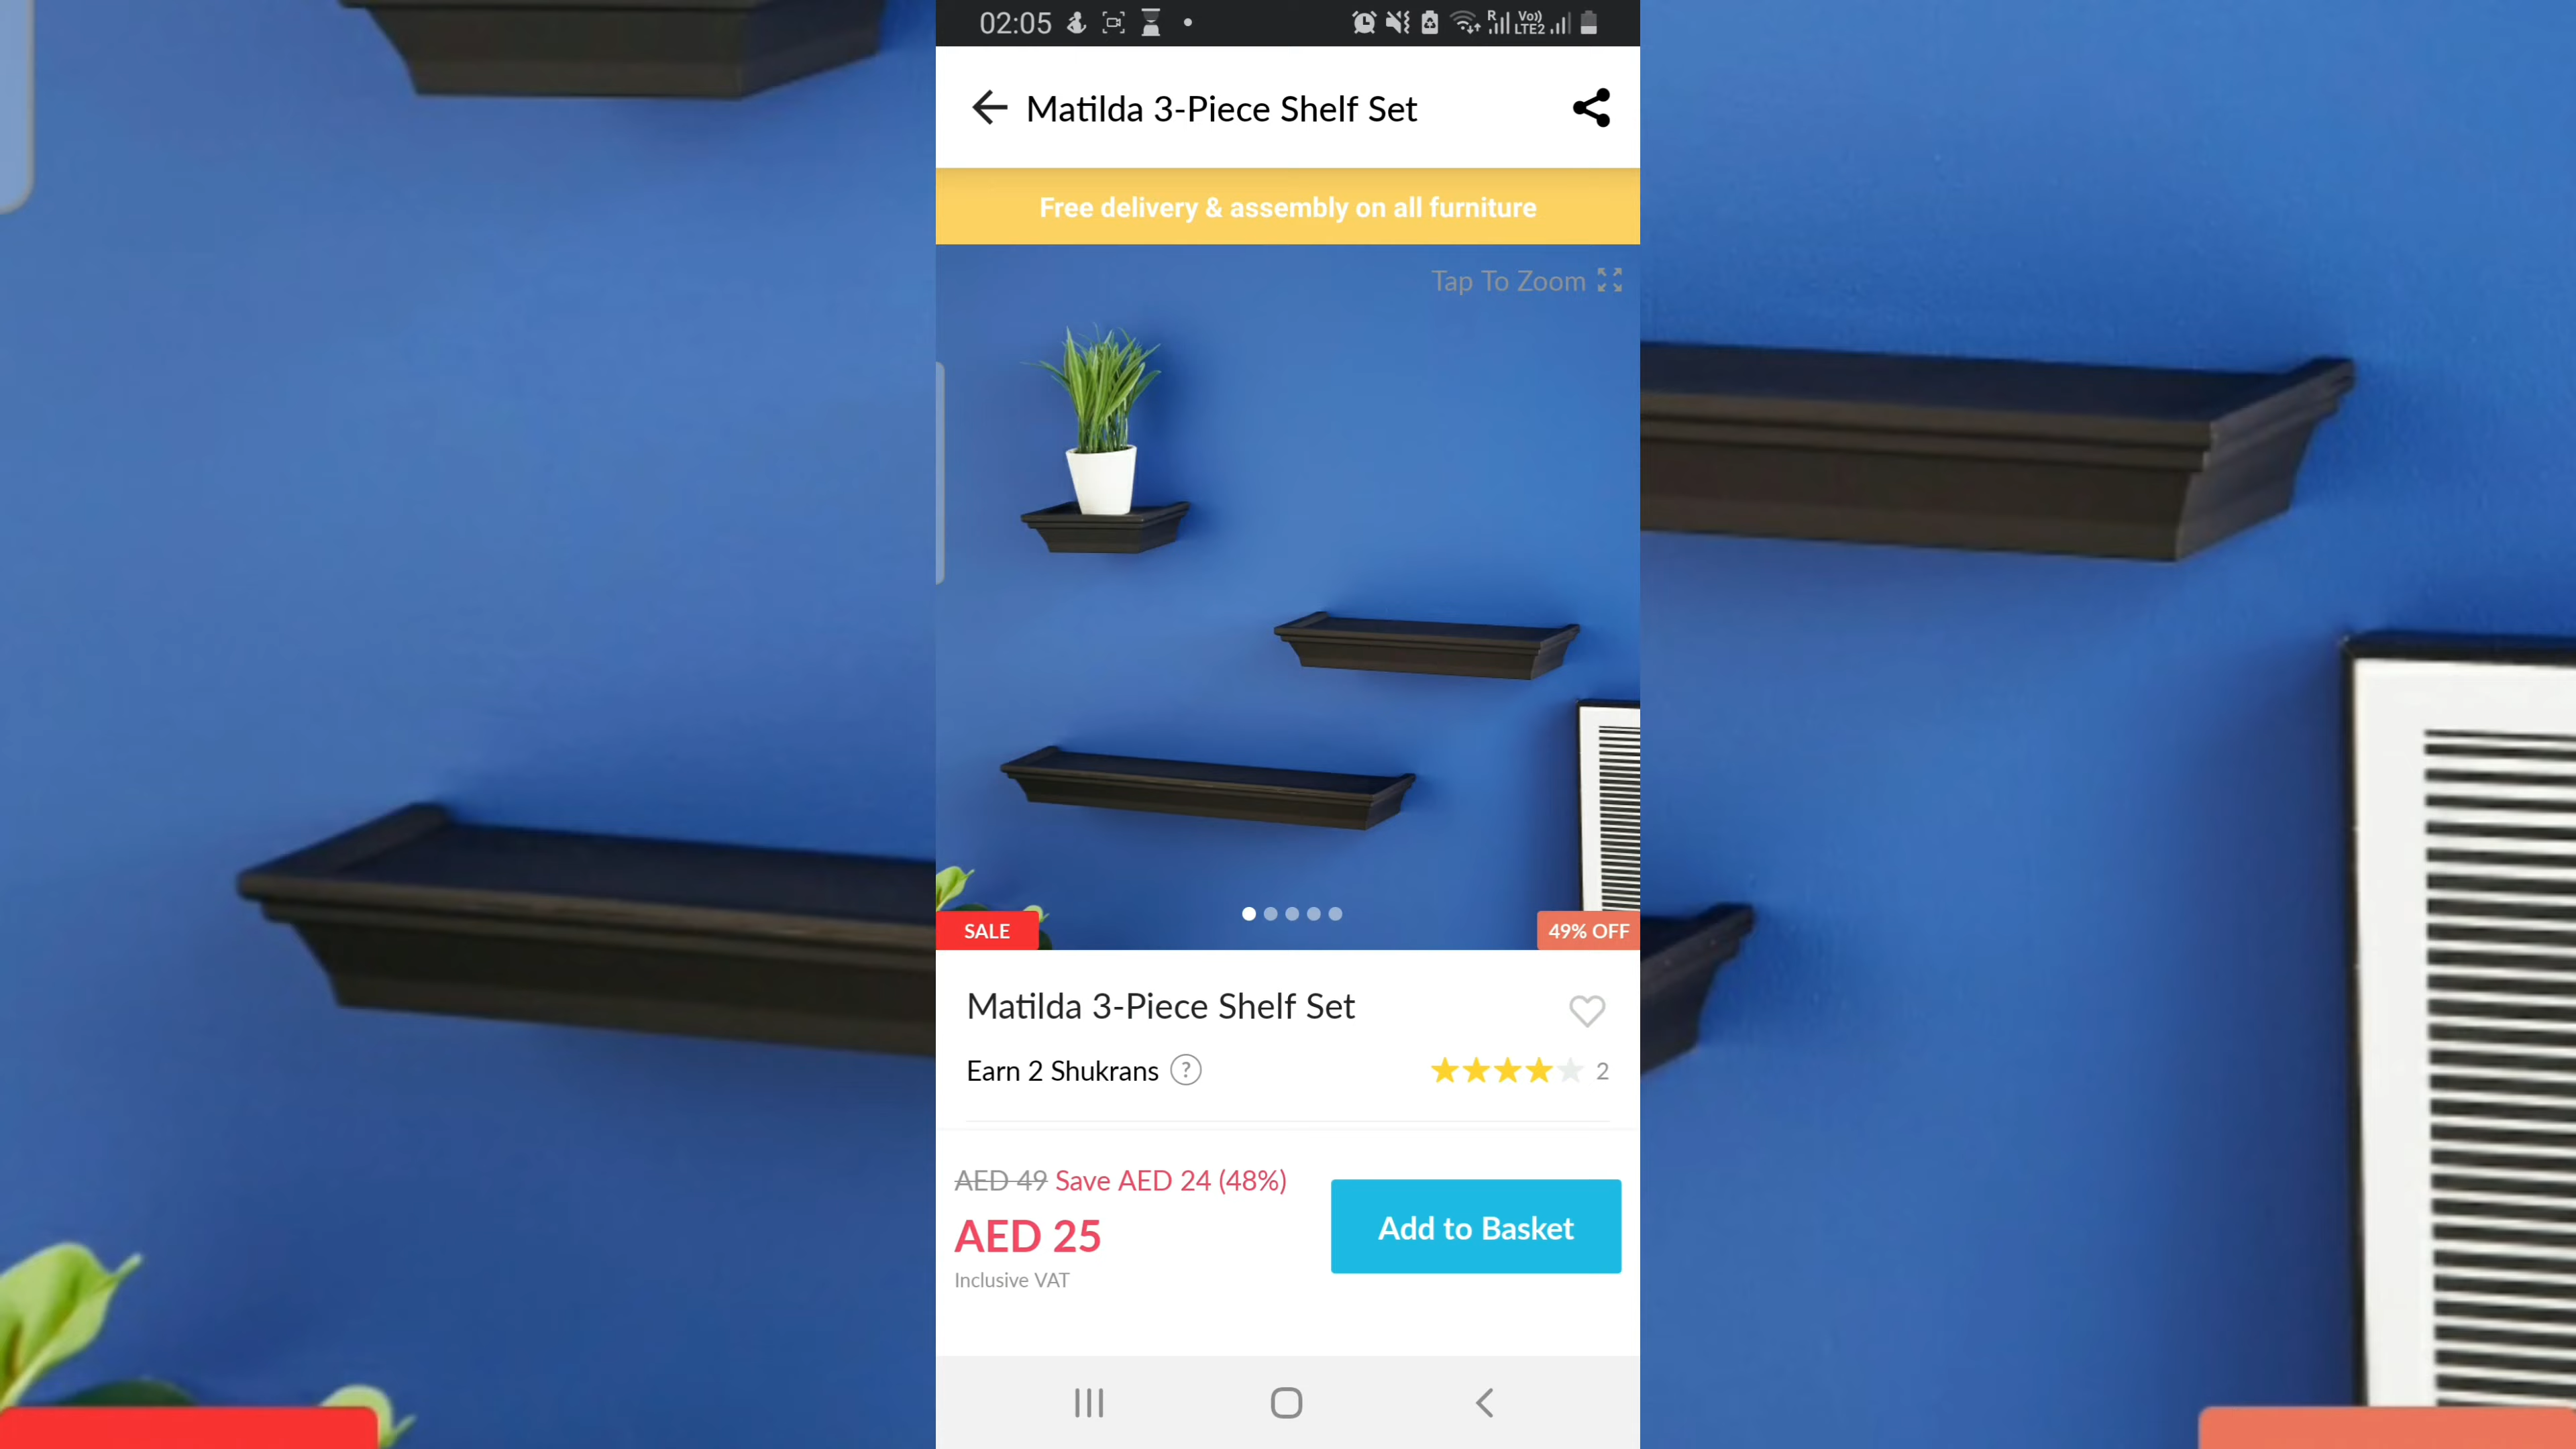 02:05
R
Vo))
LTE2
Matilda 3-Piece Shelf Set
Free delivery & assembly on all furniture
Tap To Zoom
SALE
49% OFF
Matilda 3-Piece Shelf Set
Earn 2 Shukrans ?
2
AED 49 Save AED 24 (48%)
AED 25
Add to Basket
Inclusive VAT